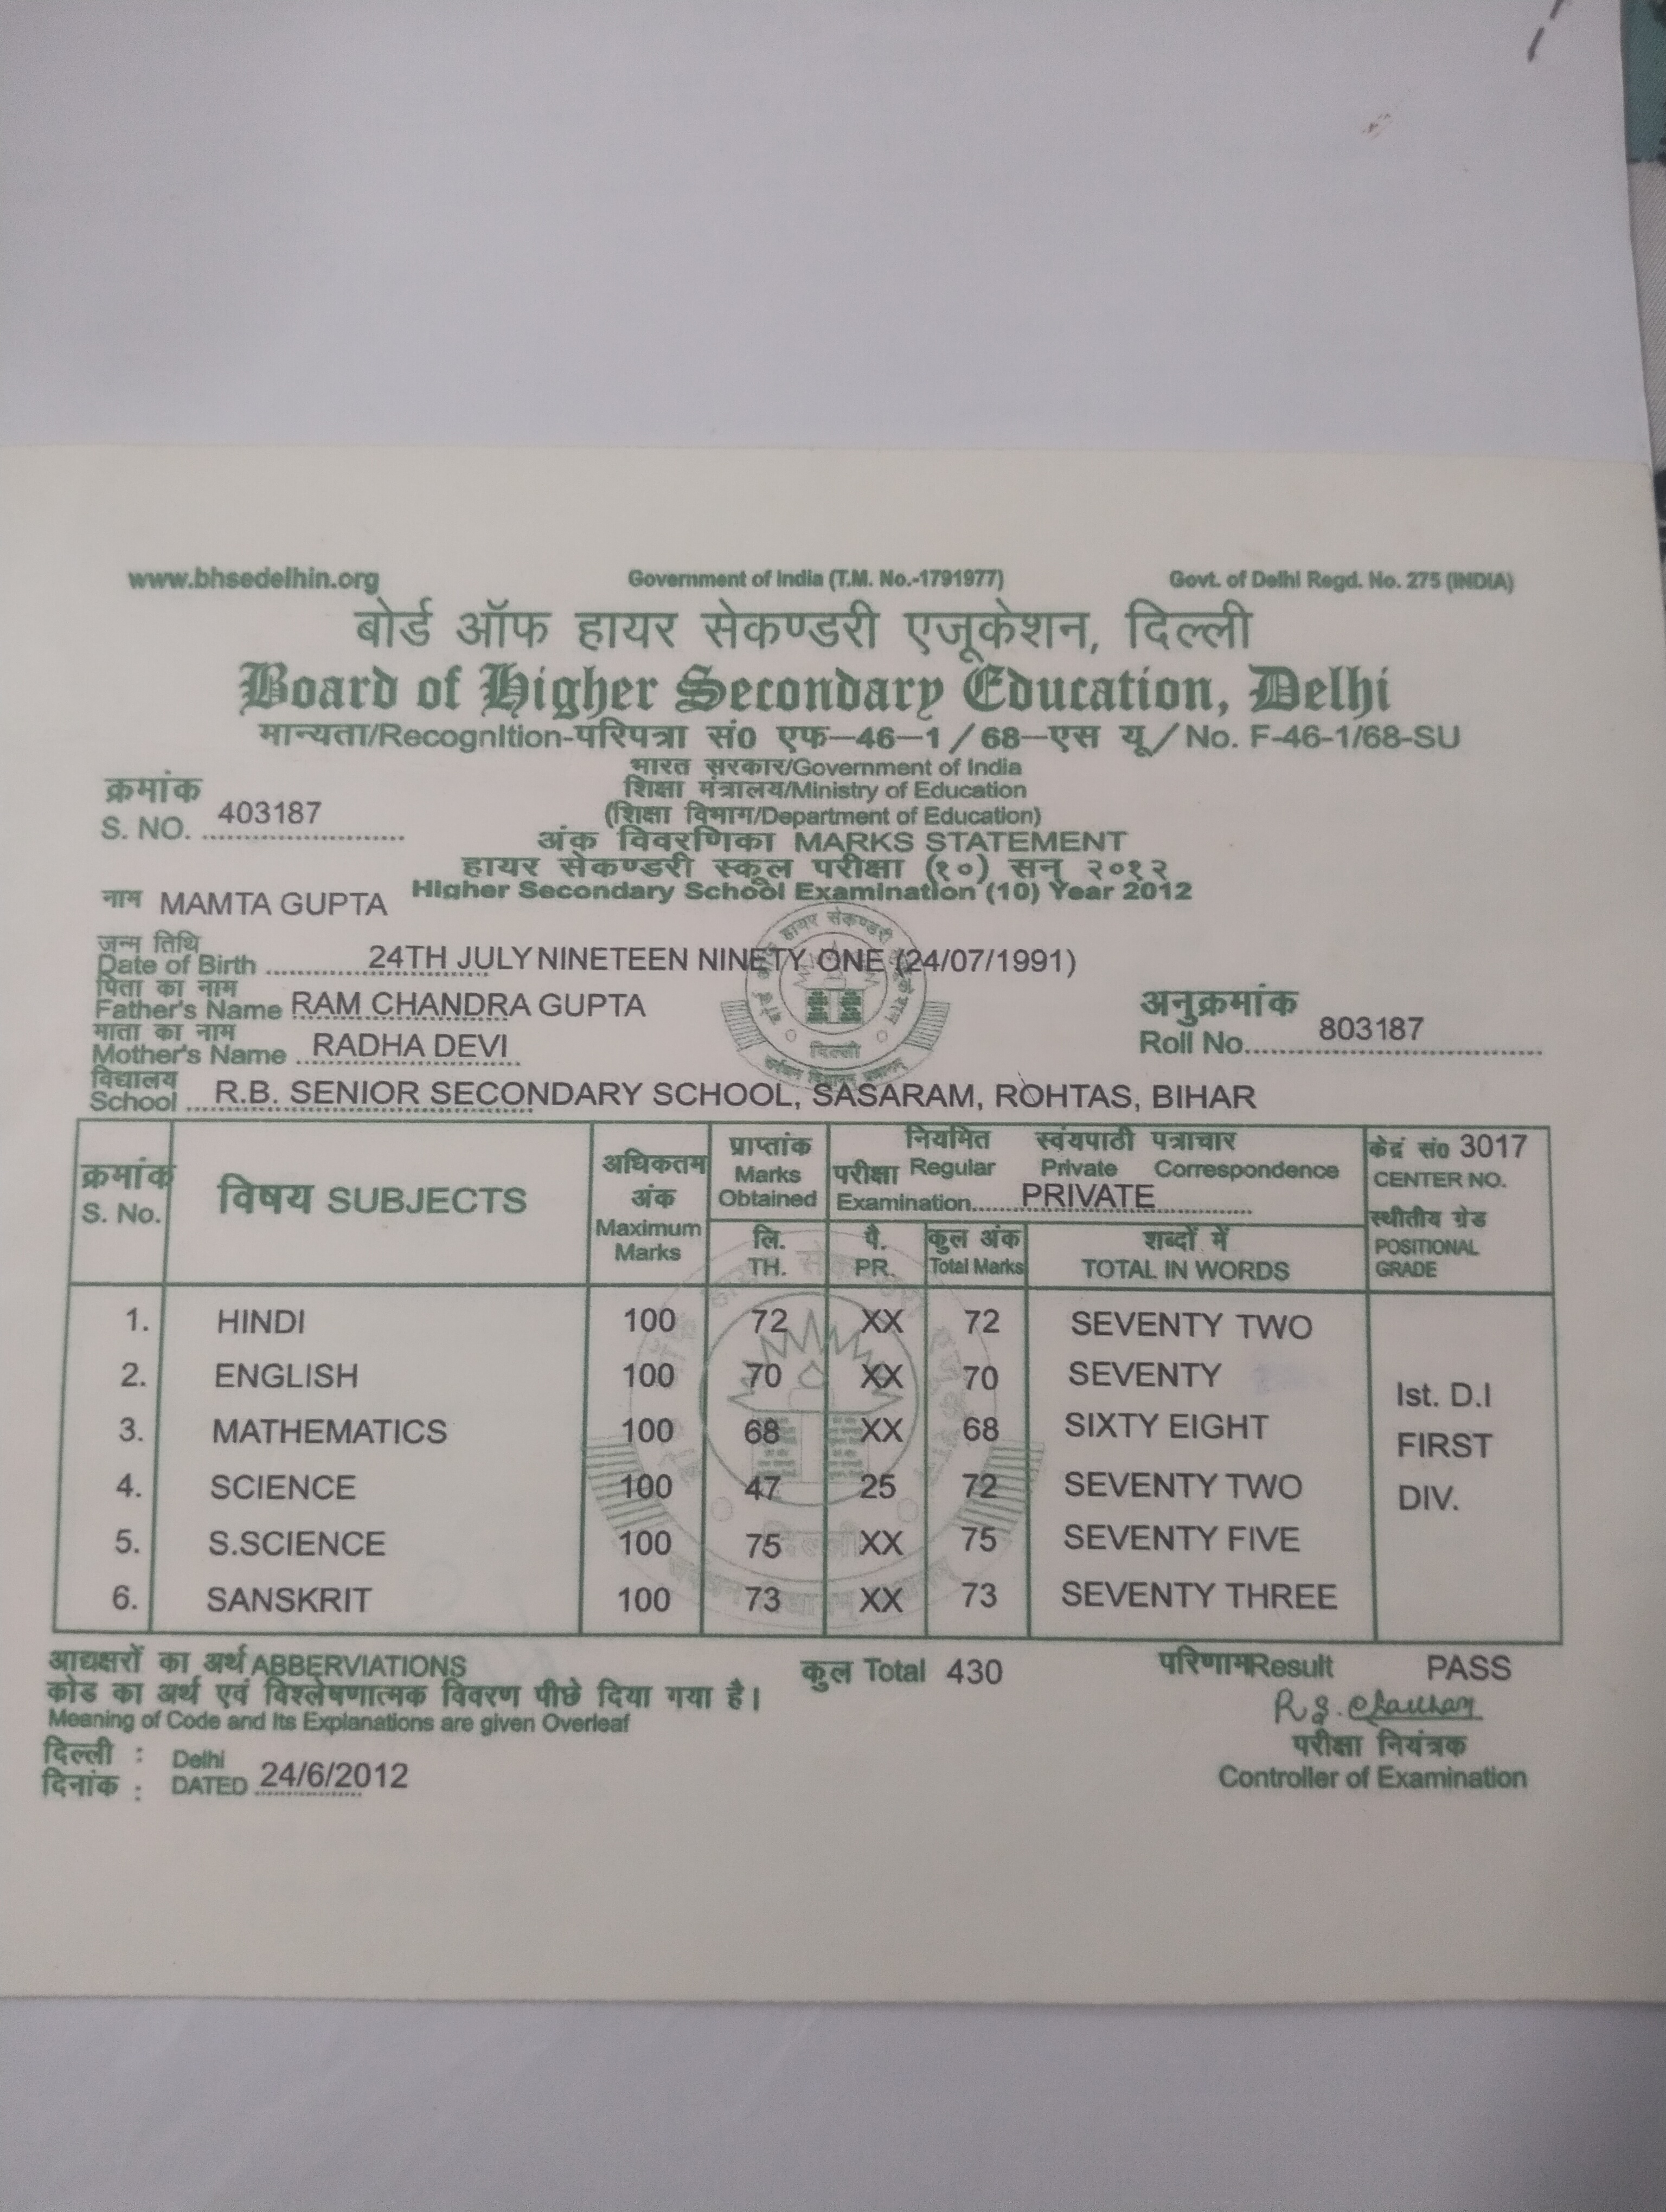 www.bhsedelhin.org Government of India (T.M. No.-1791977) Govt. of Delhi Regd. No. 275 (INDIA)
बोर्ड ऑफ हायर सेकण्डरी एजूकेशन, दिल्ली
Board of Higher Secondary Education, Delhi
मान्यता/Recognition-परिपत्रा सं0 एफ–46–1/68–एस यू/No. F-46-1/68-SU
भारत सरकार/Government of India
शिक्षा मंत्रालय/Ministry of Education
(शिक्षा विभाग/Department of Education)
क्रमांक
S. NO. 403187
अंक विवरणिका MARKS STATEMENT
हायर सेकण्डरी स्कूल परीक्षा (१०) सन् २०१२
Higher Secondary School Examination (10) Year 2012
नाम MAMTA GUPTA
जन्म तिथि
Date of Birth 24TH JULY NINETEEN NINETY ONE (24/07/1991)
पिता का नाम
Father's Name RAM CHANDRA GUPTA
माता का नाम
Mother's Name RADHA DEVI
अनुक्रमांक
Roll No. 803187
विद्यालय
School R.B. SENIOR SECONDARY SCHOOL, SASARAM, ROHTAS, BIHAR
क्रमांक
S. No.
विषय SUBJECTS
अधिकतम
अंक
Maximum
Marks
प्राप्तांक
Marks
Obtained
नियमित स्वंयपाठी पत्राचार
परीक्षा Regular Private Correspondence
Examination PRIVATE
केद्रं सं0 3017
CENTER NO.
स्थीतीय ग्रेड
POSITIONAL
GRADE
लि.
TH.
पै.
PR.
कुल अंक
Total Marks
शब्दों में
TOTAL IN WORDS
1. HINDI 100 72 XX 72 SEVENTY TWO
2. ENGLISH 100 70 XX 70 SEVENTY
3. MATHEMATICS 100 68 XX 68 SIXTY EIGHT
4. SCIENCE 100 47 25 72 SEVENTY TWO
5. S.SCIENCE 100 75 XX 75 SEVENTY FIVE
6. SANSKRIT 100 73 XX 73 SEVENTY THREE
Ist. D.I
FIRST
DIV.
आद्यक्षरों का अर्थ ABBERVIATIONS
कुल Total 430
परिणाम Result PASS
कोड का अर्थ एवं विश्लेषणात्मक विवरण पीछे दिया गया है।
Meaning of Code and Its Explanations are given Overleaf
दिल्ली : Delhi
दिनांक : DATED 24/6/2012
परीक्षा नियंत्रक
Controller of Examination
दिल्ली